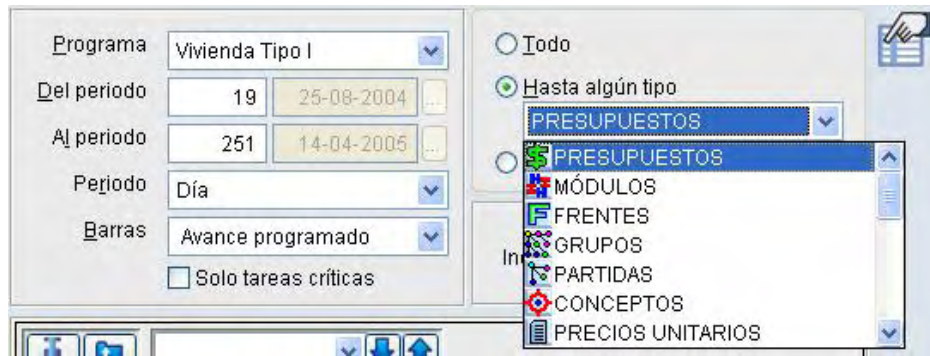 Programa Vivienda Tipo I
Del periodo 19 25-08-2004 ...
Al periodo 251 14-04-2005 ...
Periodo Día
Barras Avance programado
Solo tareas críticas
Todo
Hasta algún tipo
PRESUPUESTOS
PRESUPUESTOS
MÓDULOS
FRENTES
GRUPOS
PARTIDAS
CONCEPTOS
PRECIOS UNITARIOS